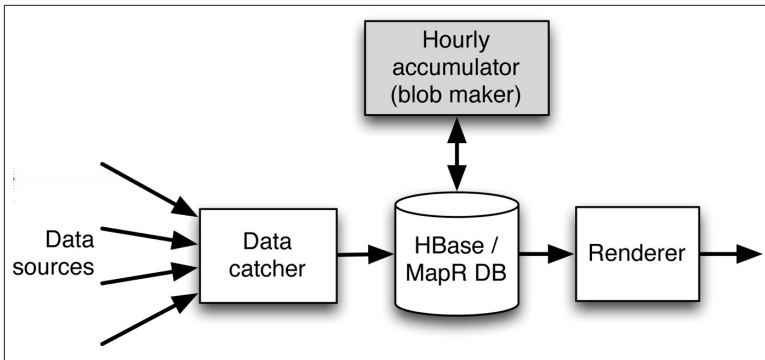 Hourly
accumulator
(blob maker)
Data
sources
Data
catcher
HBase /
MapR DB
Renderer